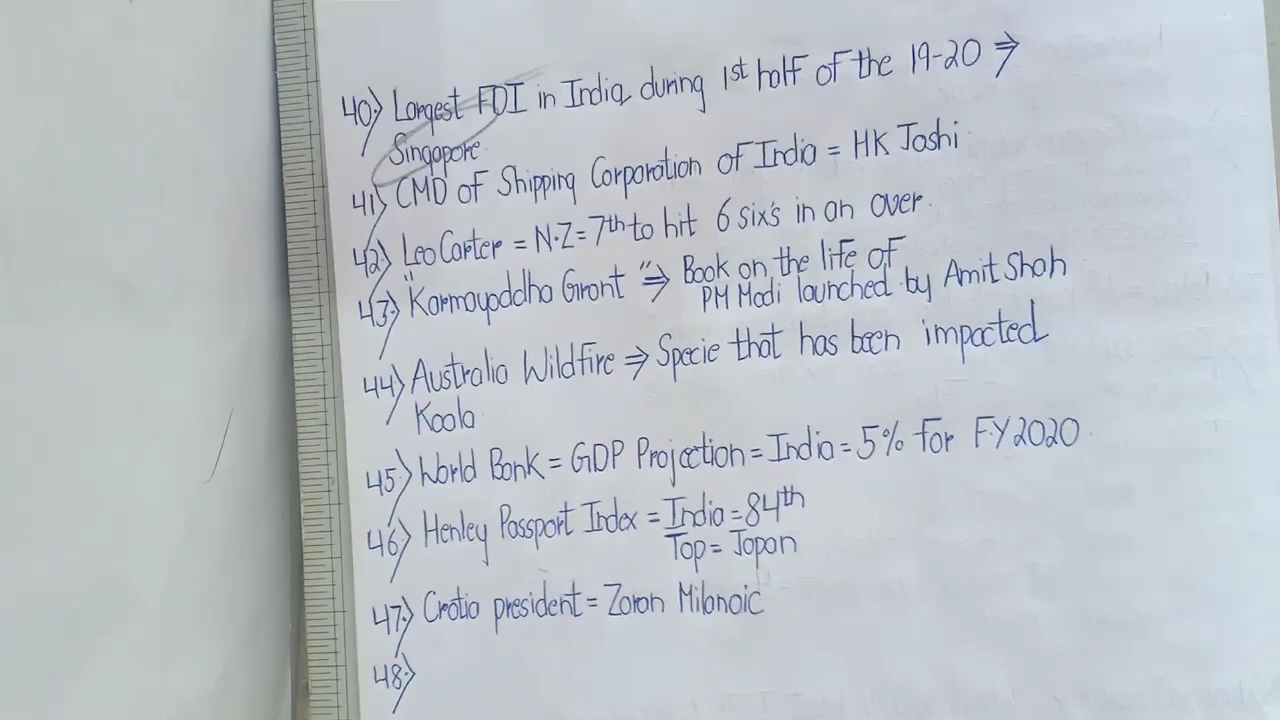 40) Largest FDI in India during 1st half of the 19-20 ⇒
Singapore.
41) CMD of Shipping Corporation of India = HK Joshi
42) Leo Carter = N.Z = 7th to hit 6 six's in an over.
43) "Karmayoddha Grant" ⇒ Book on the life of
PM Modi launched by Amit Shah
44) Australia Wildfire ⇒ Specie that has been impacted
Koala
45) World Bank = GDP Projection = India = 5% for F.Y 2020.
46) Henley Passport Index = India = 84th
Top = Japan
47) Crotia president = Zoran Milanoic
48)